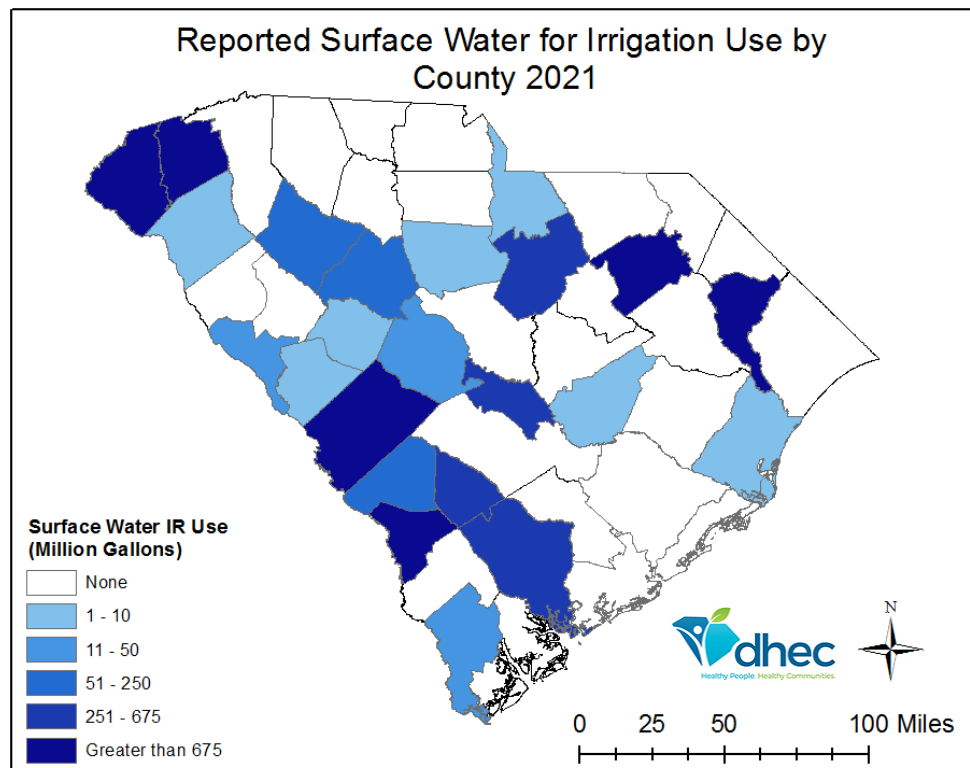 Reported Surface Water for Irrigation Use by
County 2021
Surface Water IR Use
(Million Gallons)
None
1 - 10
11 - 50
51 - 250
251 - 675
Greater than 675
dhec
Healthy People. Healthy Communities.
N
0 25 50 100 Miles